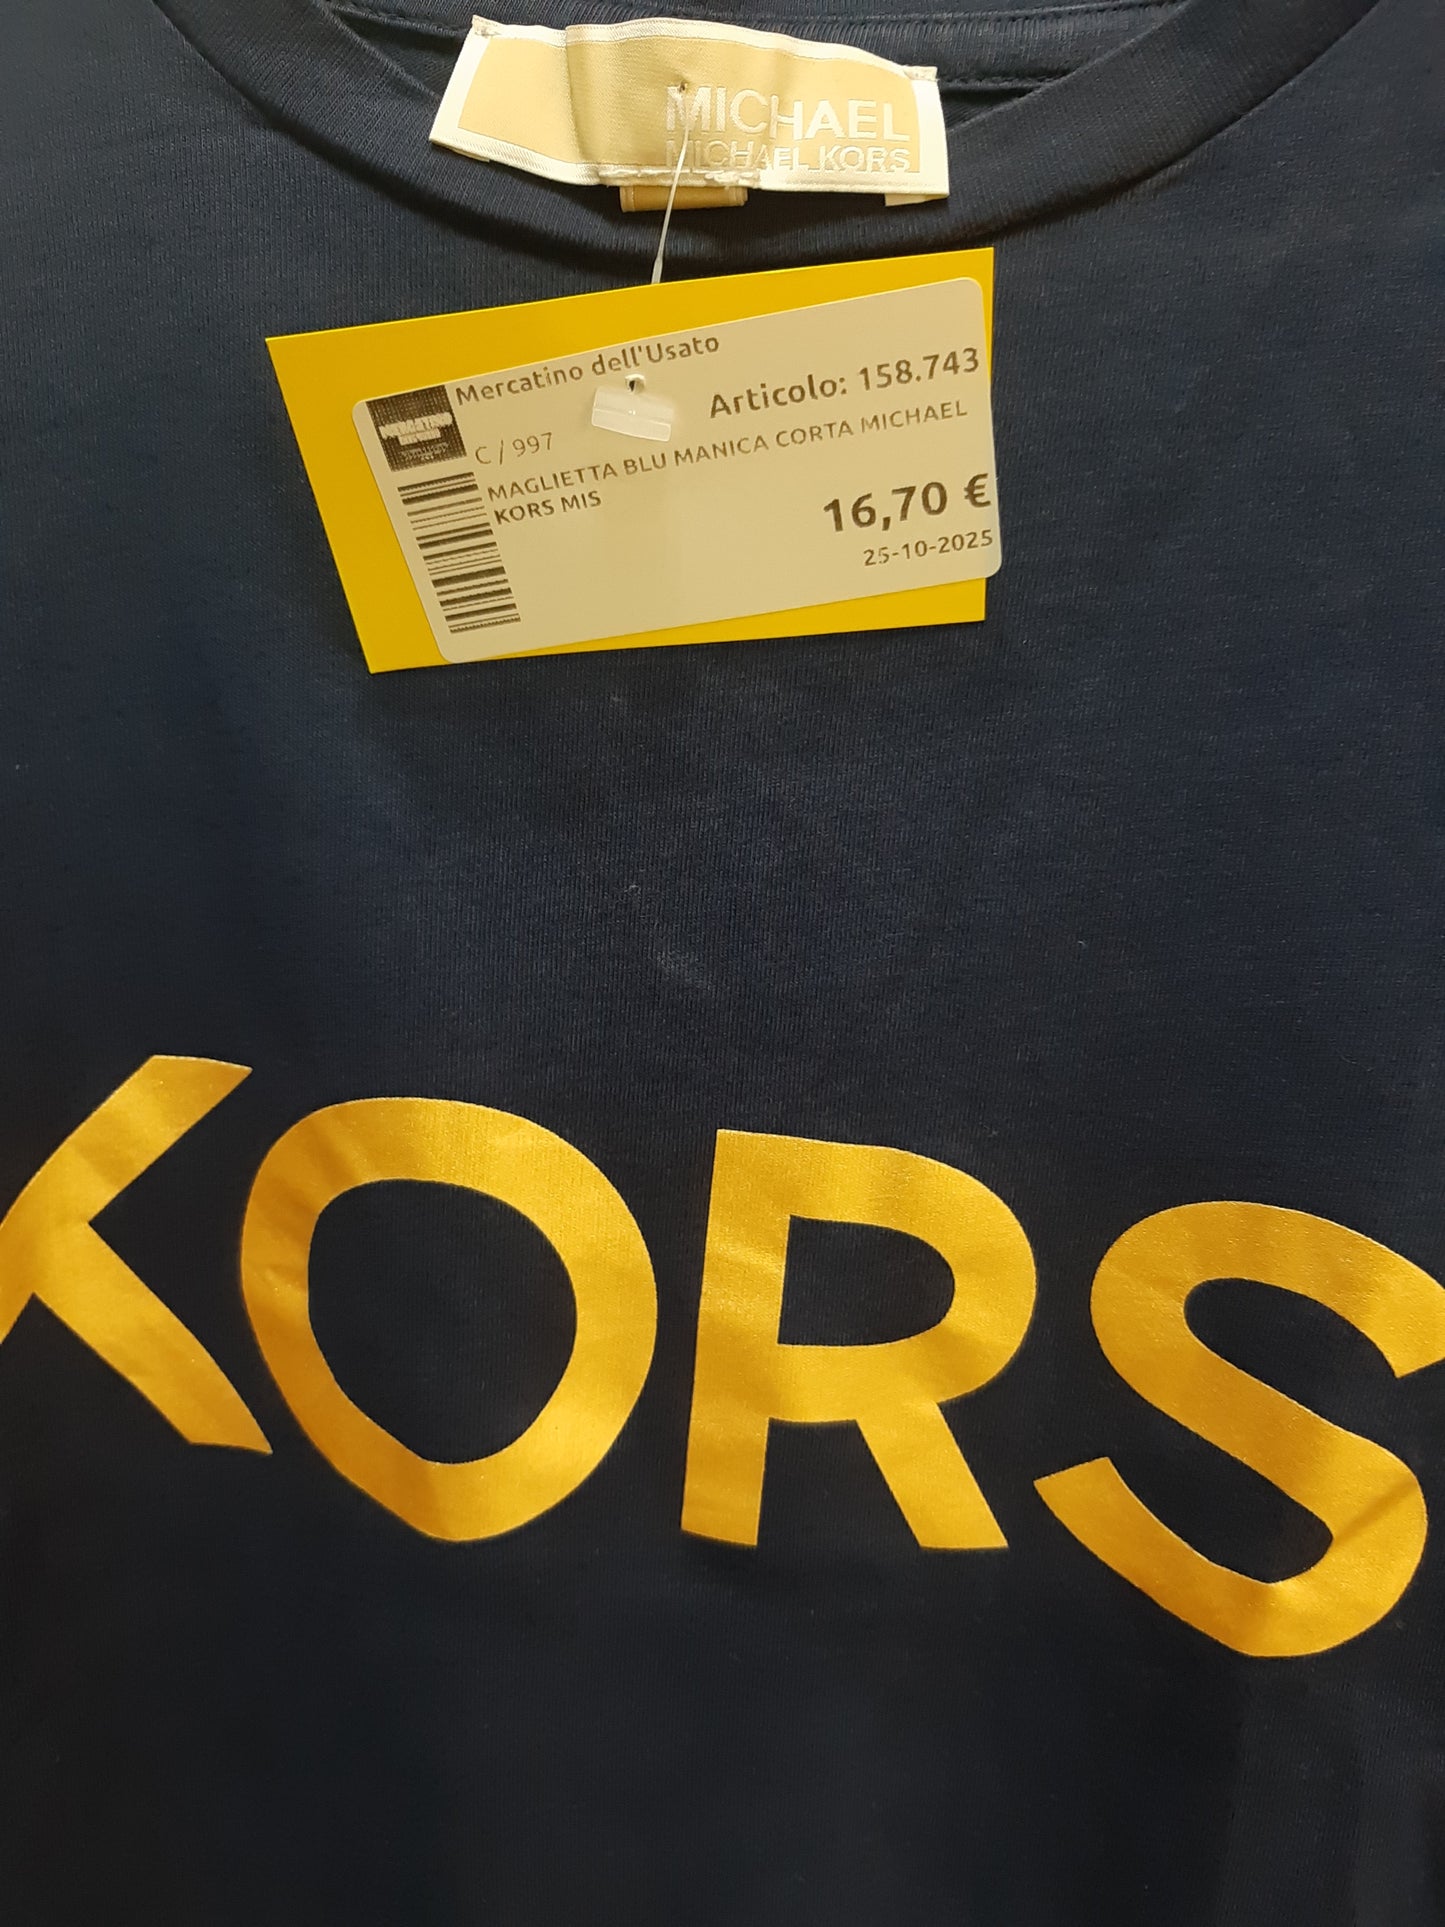 MICHAEL
MICHAEL KORS
Mercatino dell'Usato
Articolo: 158.743
C / 997
MAGLIETTA BLU MANICA CORTA MICHAEL
KORS MIS
16,70 €
25-10-2025
KORS